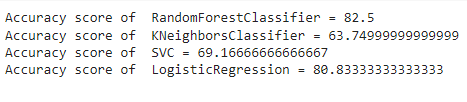 Accuracy score of  RandomForestClassifier = 82.5
Accuracy score of  KNeighborsClassifier = 63.74999999999999
Accuracy score of  SVC = 69.16666666666667
Accuracy score of  LogisticRegression = 80.83333333333333